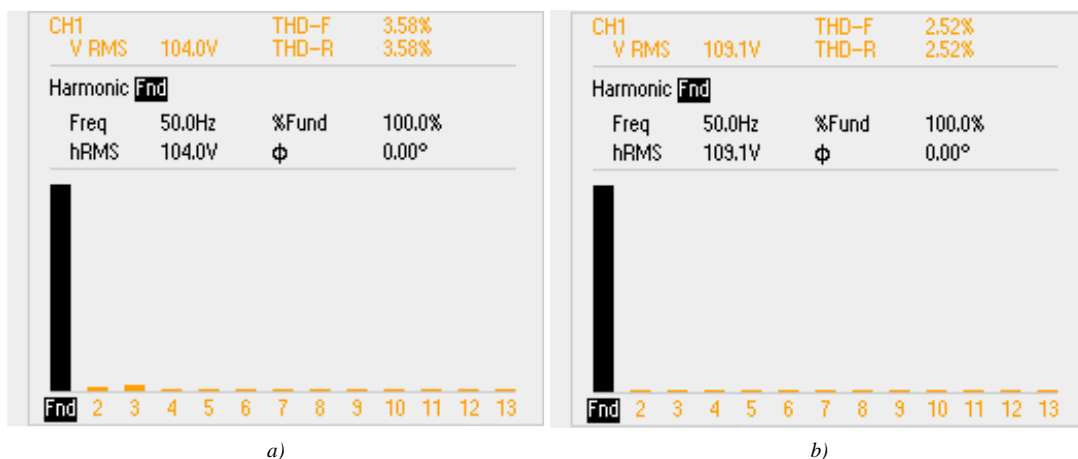 CH1 THD-F 3.58%
V RMS 104.0V THD-R 3.58%
Harmonic Fnd
Freq 50.0Hz %Fund 100.0%
hRMS 104.0V Φ 0.00°
Fnd 2 3 4 5 6 7 8 9 10 11 12 13
a)
CH1 THD-F 2.52%
V RMS 109.1V THD-R 2.52%
Harmonic Fnd
Freq 50.0Hz %Fund 100.0%
hRMS 109.1V Φ 0.00°
Fnd 2 3 4 5 6 7 8 9 10 11 12 13
b)